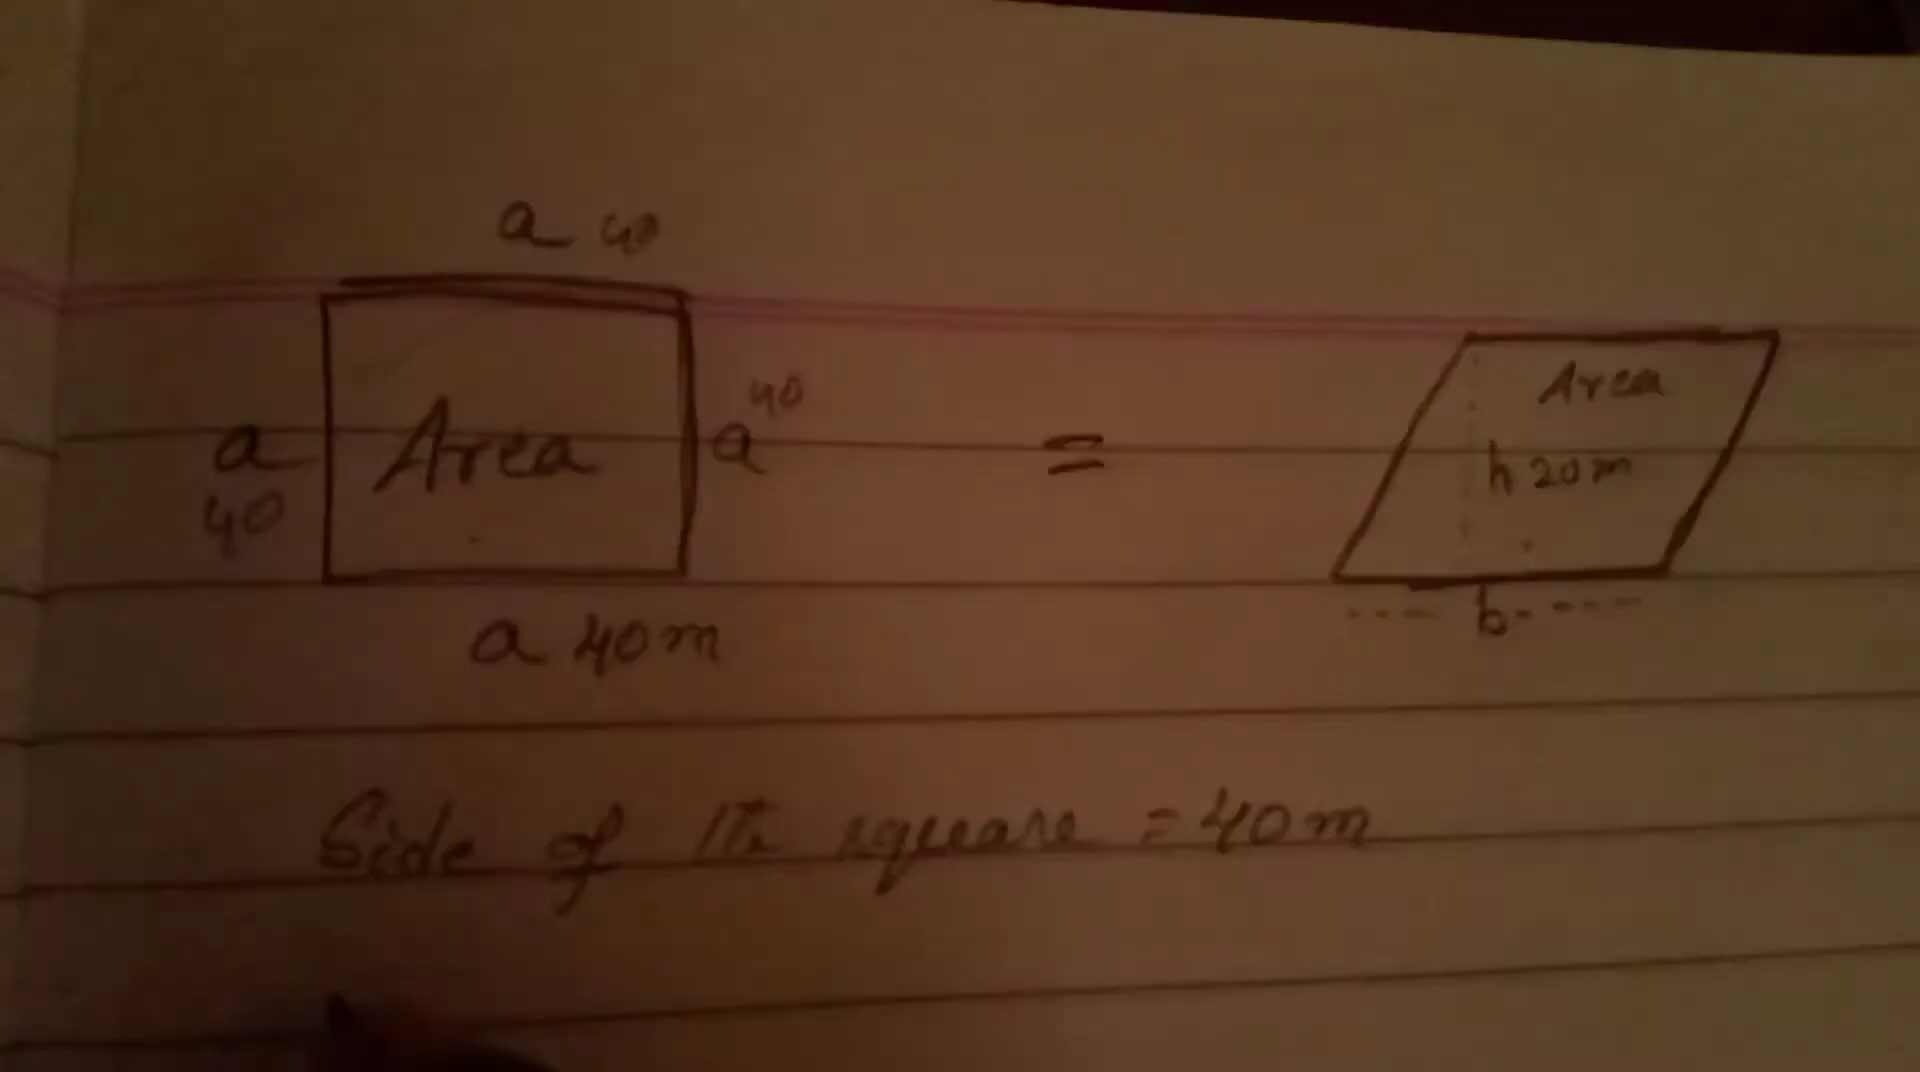 a 40
a
40
Area
a 40
=
Area
h 20m
b
a 40m
Side of the square = 40m